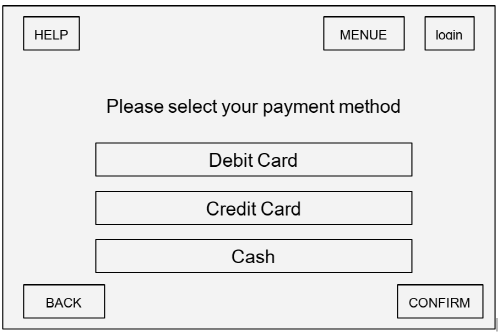 HELP MENUE login
Please select your payment method
Debit Card
Credit Card
Cash
BACK CONFIRM